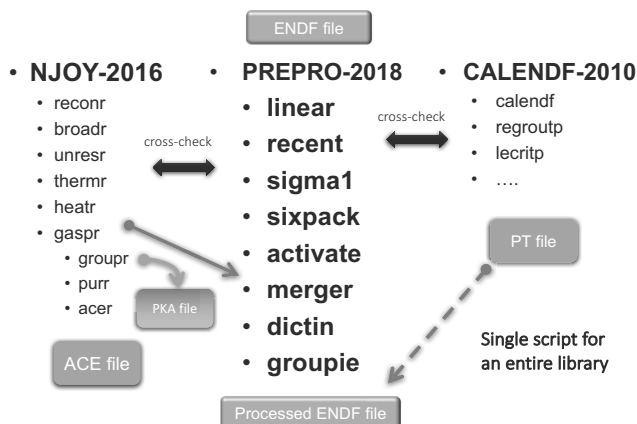 ENDF file
• NJOY-2016
• reconr
• broadr
• unresr
• thermr
• heatr
• gaspr
• groupr
• purr
• acer
PKA file
ACE file
cross-check
• PREPRO-2018
• linear
• recent
• sigma1
• sixpack
• activate
• merger
• dictin
• groupie
cross-check
• CALENDF-2010
• calendf
• regroutp
• lecritp
• ....
PT file
Single script for
an entire library
Processed ENDF file